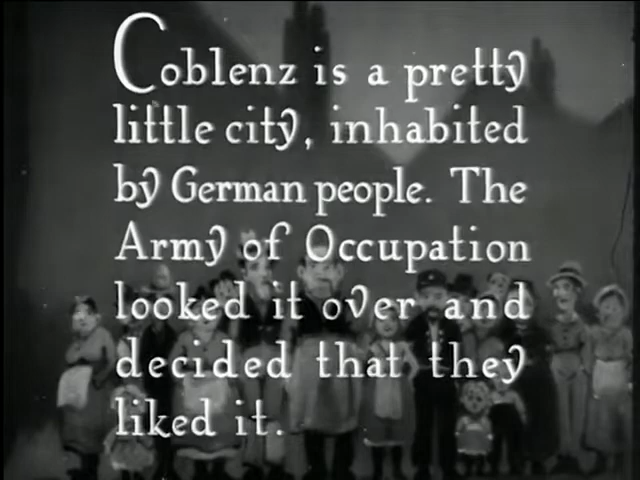 Coblenz is a pretty
little city, inhabited
by German people. The
Army of Occupation
looked it over and
decided that they
liked it.